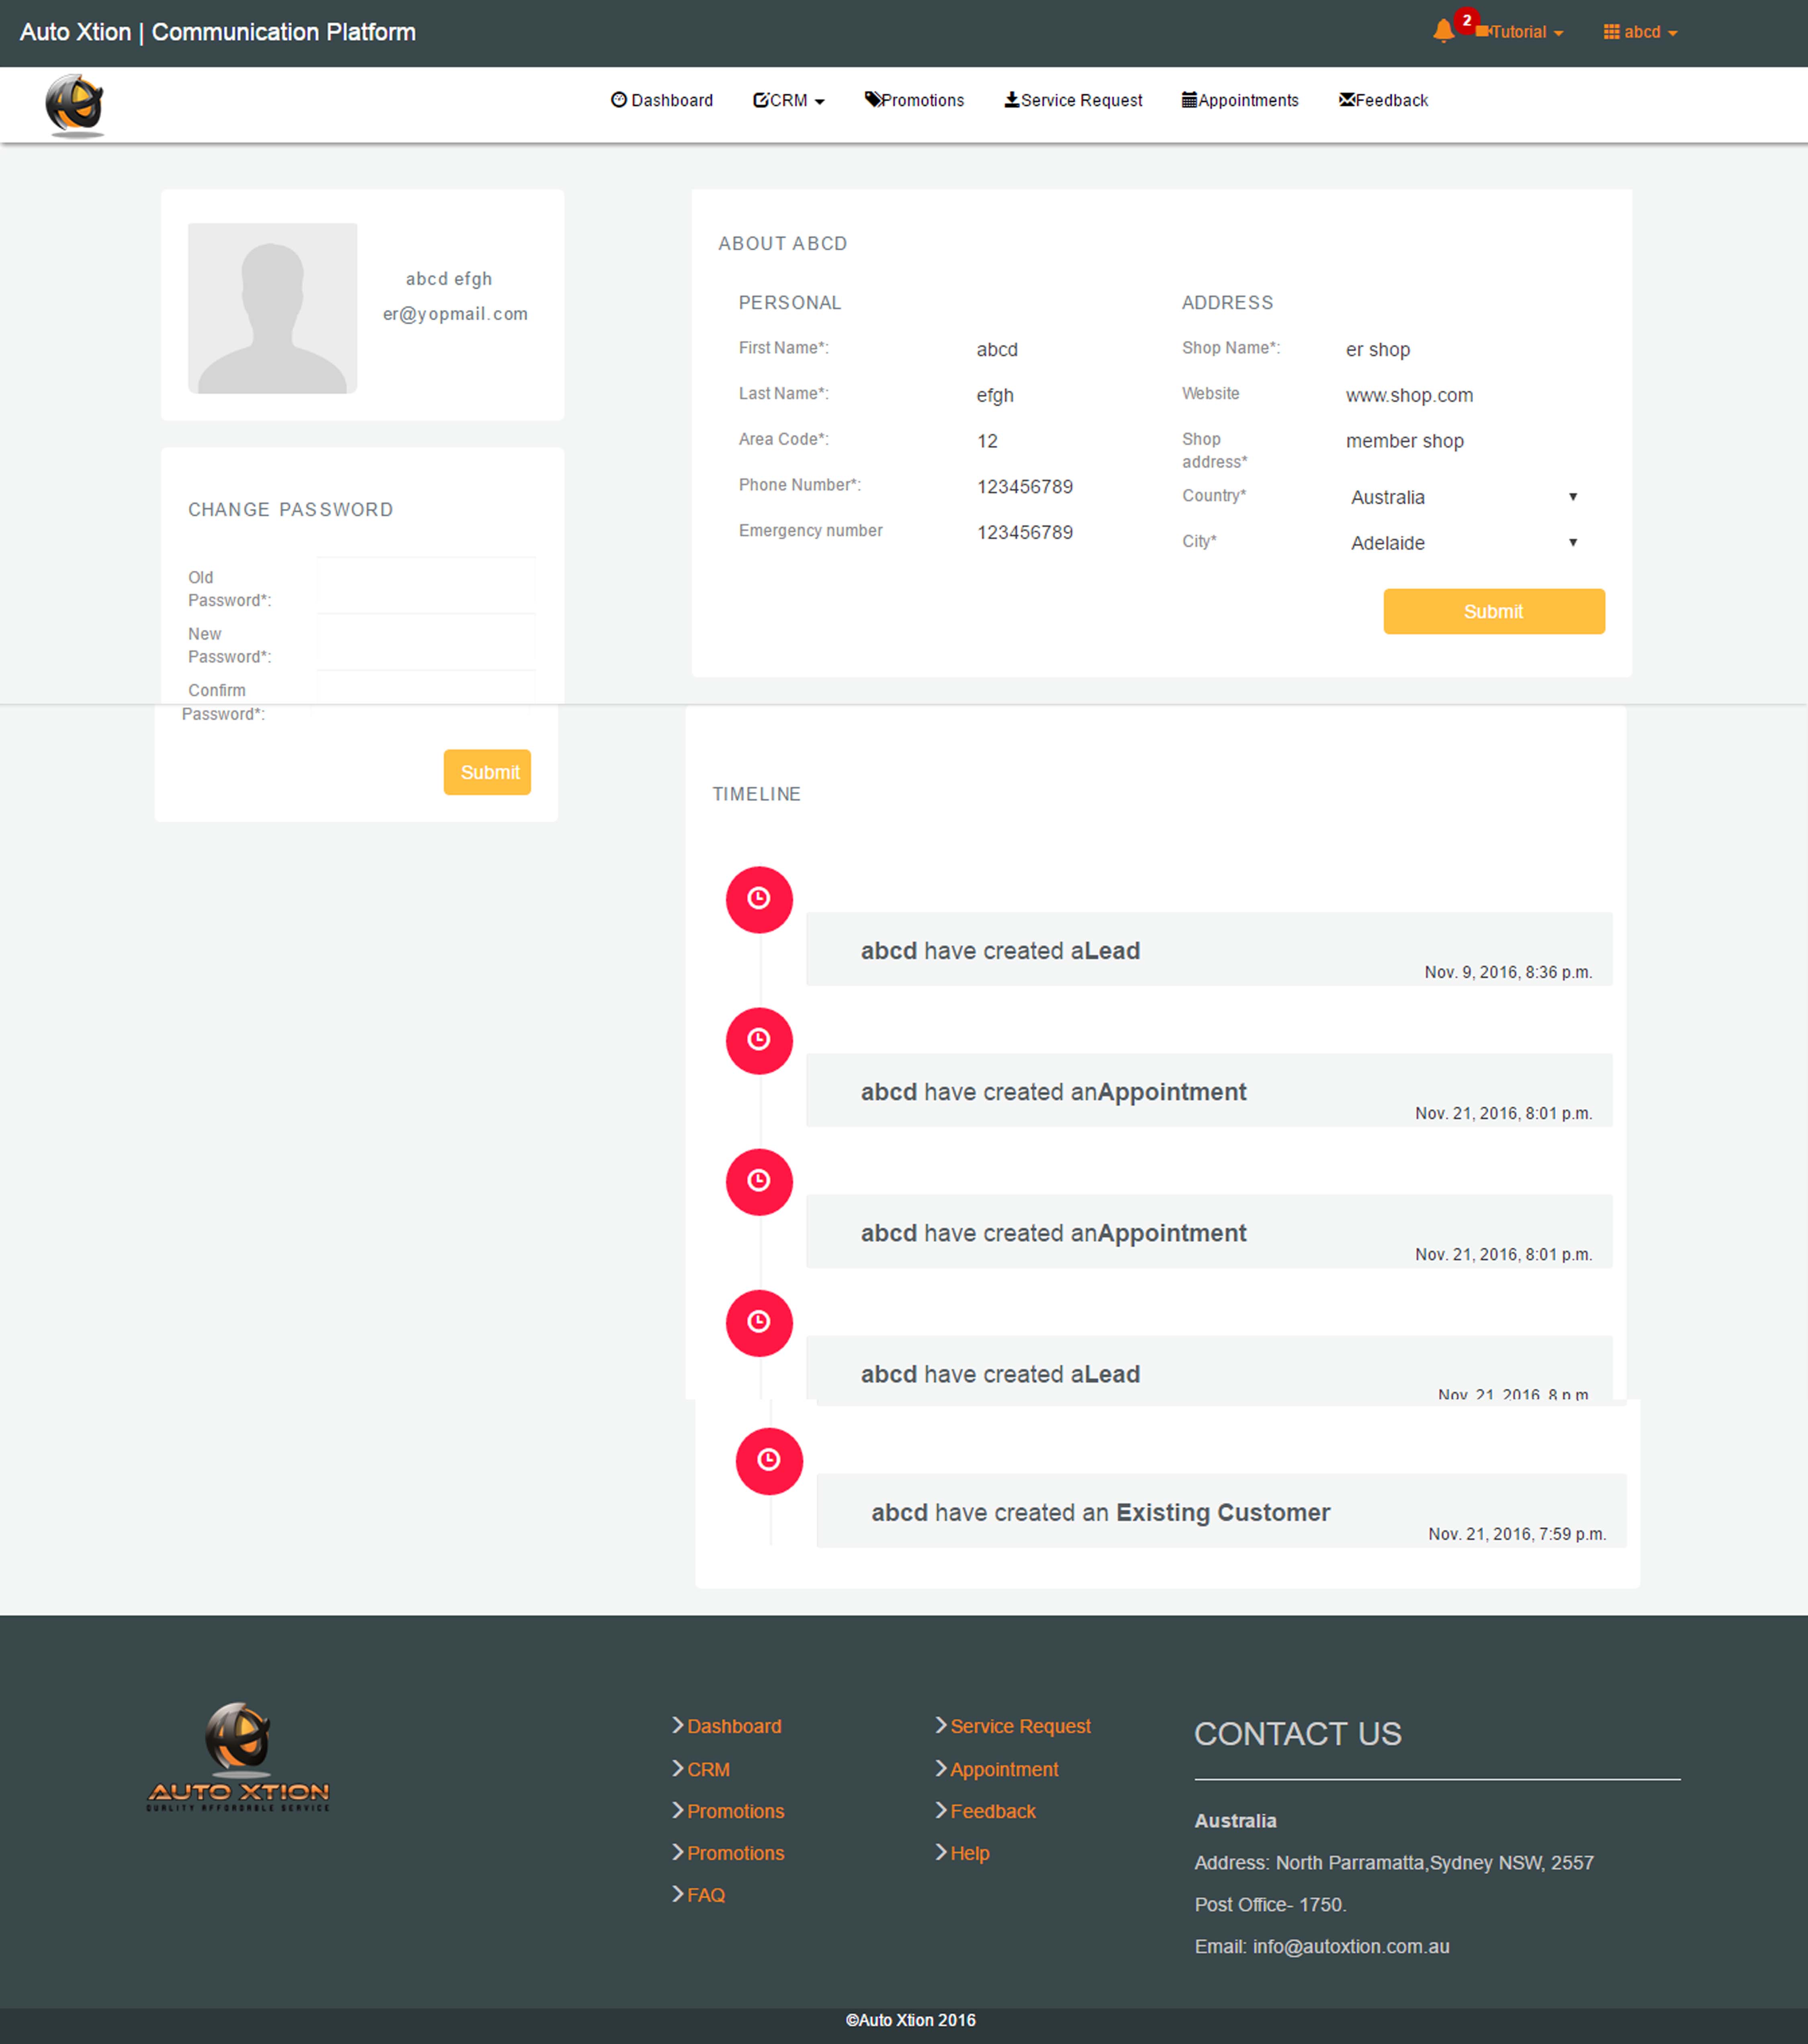 Auto Xtion | Communication Platform
2
Tutorial
abcd
Dashboard
CRM
Promotions
Service Request
Appointments
Feedback
abcd efgh
er@yopmail.com
CHANGE PASSWORD
Old
Password*:
New
Password*:
Confirm
Password*:
Submit
ABOUT ABCD
PERSONAL
First Name*: abcd
Last Name*: efgh
Area Code*: 12
Phone Number*: 123456789
Emergency number 123456789
ADDRESS
Shop Name*: er shop
Website www.shop.com
Shop member shop
address*
Country* Australia
City* Adelaide
Submit
TIMELINE
abcd have created aLead
Nov. 9, 2016, 8:36 p.m.
abcd have created anAppointment
Nov. 21, 2016, 8:01 p.m.
abcd have created anAppointment
Nov. 21, 2016, 8:01 p.m.
abcd have created aLead
Nov. 21, 2016, 8 p.m.
abcd have created an Existing Customer
Nov. 21, 2016, 7:59 p.m.
AUTO XTION
QUALITY AFFORDABLE SERVICE
Dashboard
CRM
Promotions
Promotions
FAQ
Service Request
Appointment
Feedback
Help
CONTACT US
Australia
Address: North Parramatta,Sydney NSW, 2557
Post Office- 1750.
Email: info@autoxtion.com.au
©Auto Xtion 2016